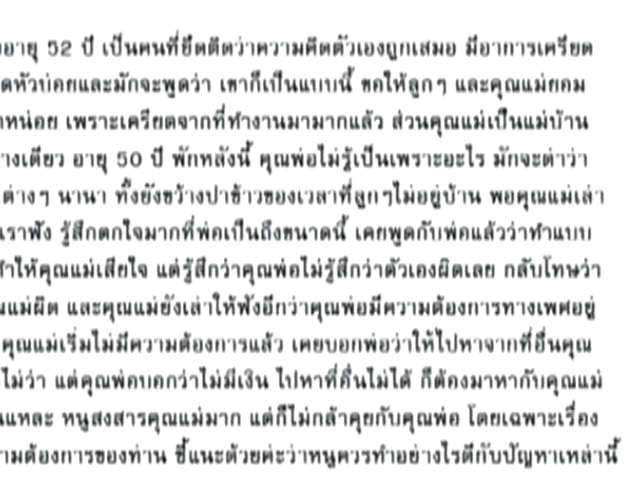 อายุ 52 ปี เป็นคนที่ยึดติดว่าความคิดตัวเองถูกเสมอ มีอาการเครียด
ดหัวบ่อยและมักจะพูดว่า เขาก็เป็นแบบนี้ ขอให้ลูกๆ และคุณแม่ยอม
หน่อย เพราะเครียดจากที่ทำงานมามากแล้ว ส่วนคุณแม่เป็นแม่บ้าน
างเดียว อายุ 50 ปี พักหลังนี้ คุณพ่อไม่รู้เป็นเพราะอะไร มักจะด่าว่า
ต่างๆ นานา ทั้งยังขว้างปาข้าวของเวลาที่ลูกๆไม่อยู่บ้าน พอคุณแม่เล่า
เราฟัง รู้สึกตกใจมากที่พ่อเป็นถึงขนาดนี้ เคยพูดกับพ่อแล้วว่าทำแบบ
ทำให้คุณแม่เสียใจ แต่รู้สึกว่าคุณพ่อไม่รู้สึกว่าตัวเองผิดเลย กลับโทษว่า
ณแม่ผิด และคุณแม่ยังเล่าให้ฟังอีกว่าคุณพ่อมีความต้องการทางเพศอยู่
คุณแม่เริ่มไม่มีความต้องการแล้ว เคยบอกพ่อว่าให้ไปหาจากที่อื่นคุณ
ไม่ว่า แต่คุณพ่อบอกว่าไม่มีเงิน ไปหาที่อื่นไม่ได้ ก็ต้องมาหากับคุณแม่
นแหละ หนูสงสารคุณแม่มาก แต่ก็ไม่กล้าคุยกับคุณพ่อ โดยเฉพาะเรื่อง
ามต้องการของท่าน ชี้แนะด้วยค่ะว่าหนูควรทำอย่างไรดีกับปัญหาเหล่านี้